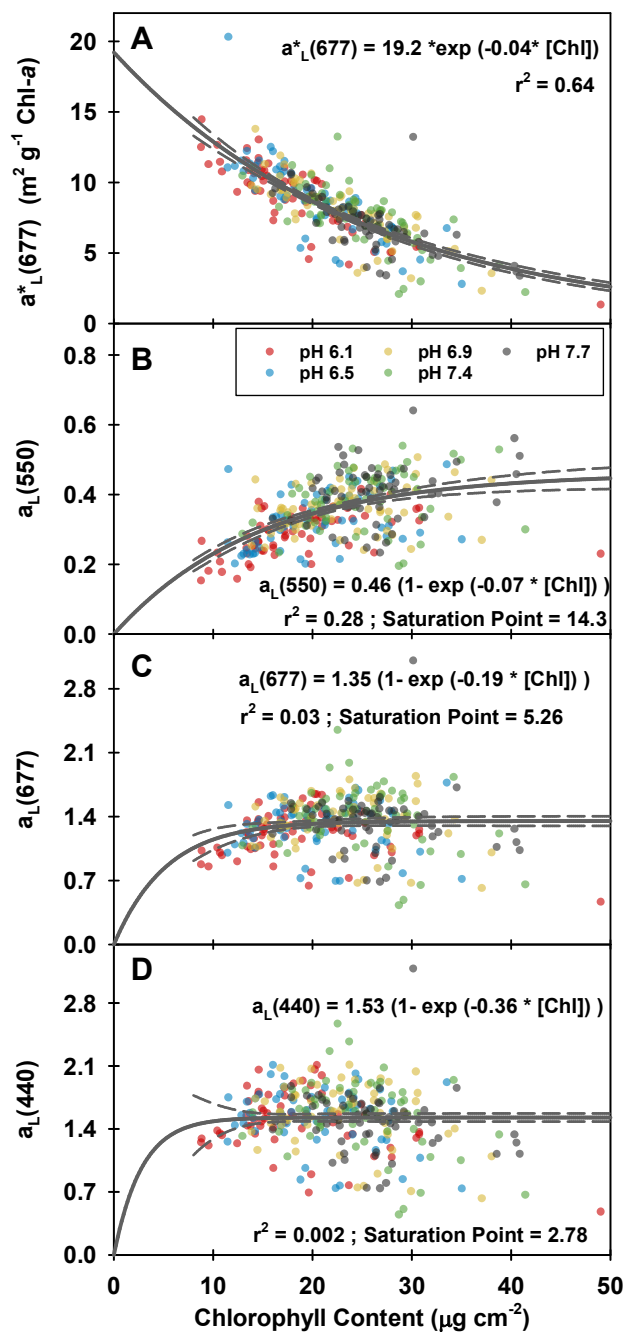 A
a*L(677) = 19.2 *exp (-0.04* [Chl])
r² = 0.64
20
15
10
5
0
a*L(677) (m² g⁻¹ Chl-a)
B
pH 6.1 pH 6.9 pH 7.7
pH 6.5 pH 7.4
0.8
0.6
0.4
0.2
0.0
aL(550)
aL(550) = 0.46 (1- exp (-0.07 * [Chl]) )
r² = 0.28 ; Saturation Point = 14.3
C
aL(677) = 1.35 (1- exp (-0.19 * [Chl]) )
r² = 0.03 ; Saturation Point = 5.26
2.8
2.1
1.4
0.7
0.0
aL(677)
D
aL(440) = 1.53 (1- exp (-0.36 * [Chl]) )
2.8
2.1
1.4
0.7
0.0
aL(440)
r² = 0.002 ; Saturation Point = 2.78
0 10 20 30 40 50
Chlorophyll Content (µg cm⁻²)